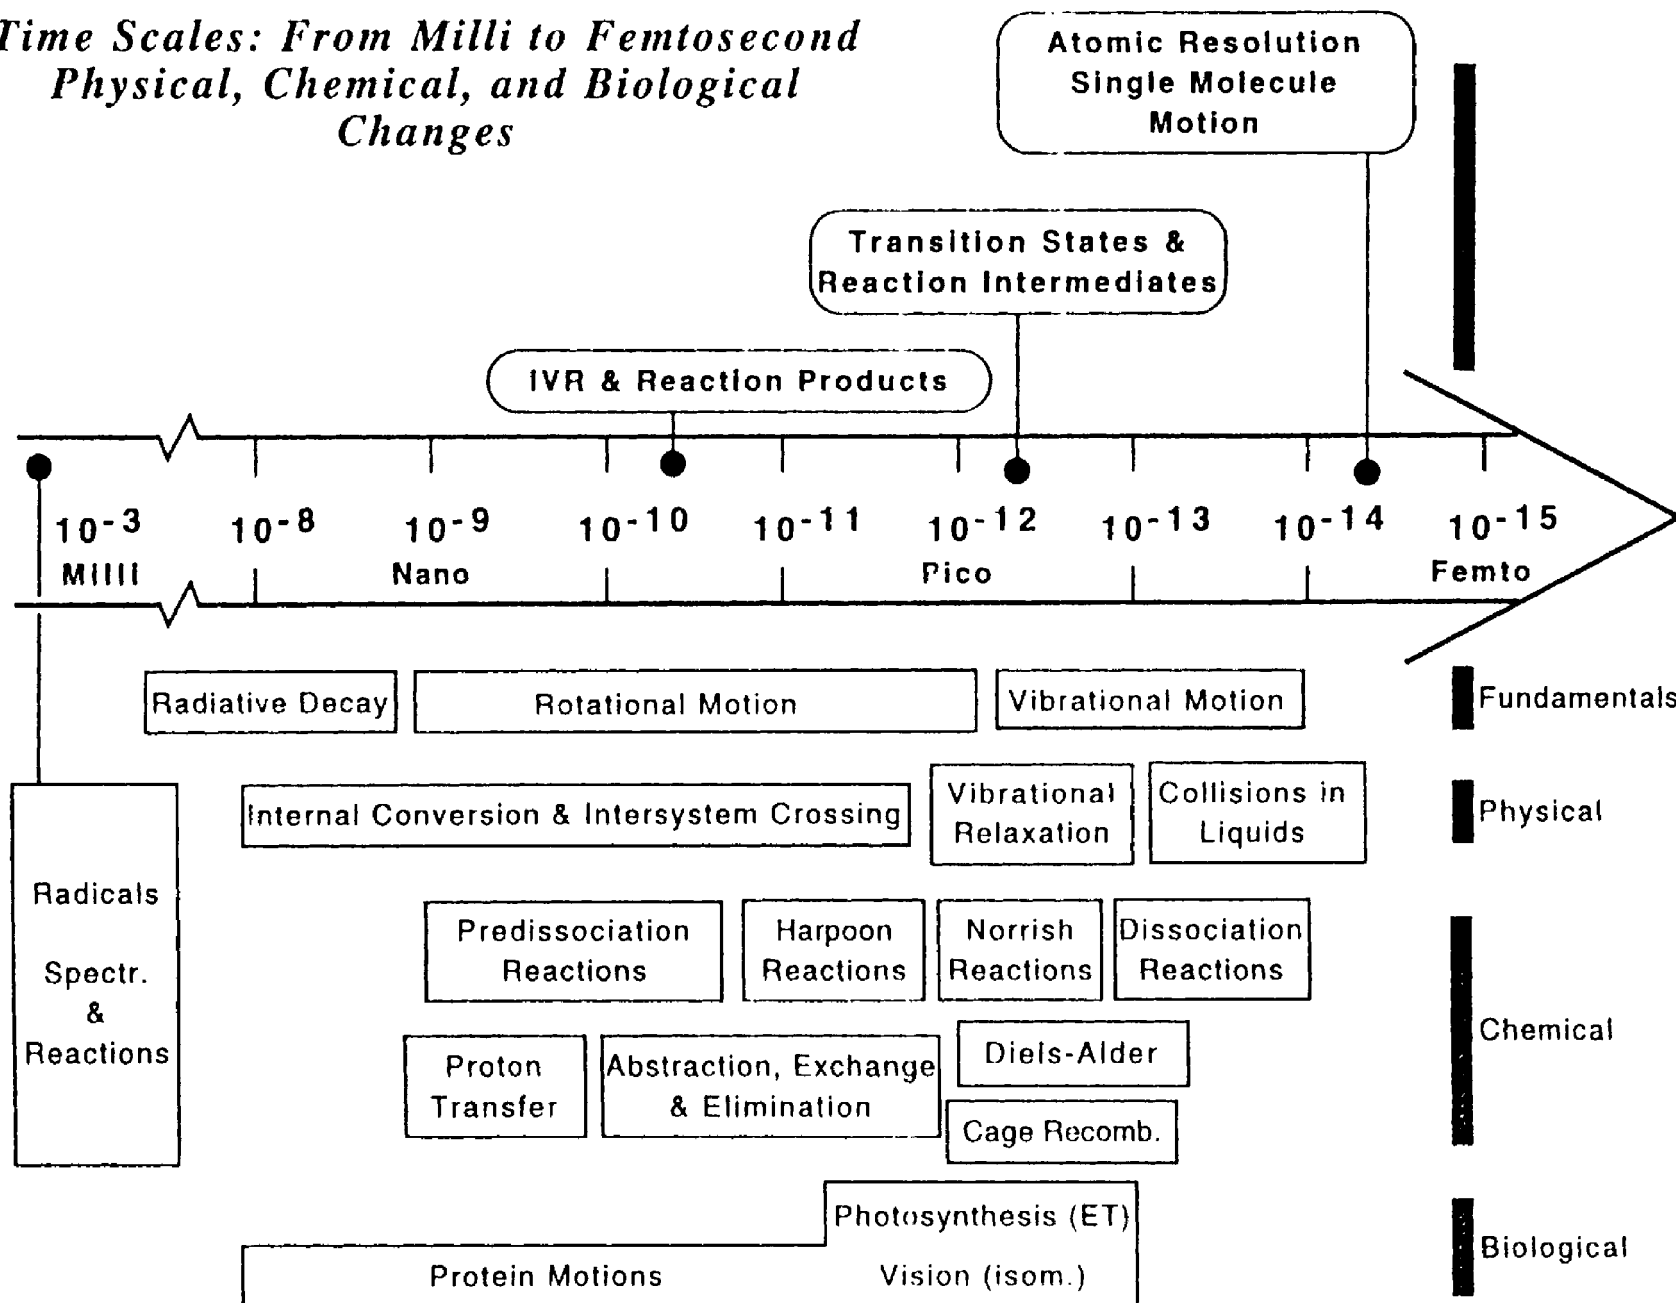 Time Scales: From Milli to Femtosecond
Physical, Chemical, and Biological
Changes
Atomic Resolution
Single Molecule
Motion
Transition States &
Reaction Intermediates
IVR & Reaction Products
10-3 10-8 10-9 10-10 10-11 10-12 10-13 10-14 10-15
Milli Nano Pico Femto
Radiative Decay
Rotational Motion
Vibrational Motion
Fundamentals
Internal Conversion & Intersystem Crossing
Vibrational
Relaxation
Collisions in
Liquids
Physical
Radicals
Spectr.
&
Reactions
Predissociation
Reactions
Harpoon
Reactions
Norrish
Reactions
Dissociation
Reactions
Proton
Transfer
Abstraction, Exchange
& Elimination
Diels-Alder
Cage Recomb.
Chemical
Photosynthesis (ET)
Protein Motions
Vision (isom.)
Biological